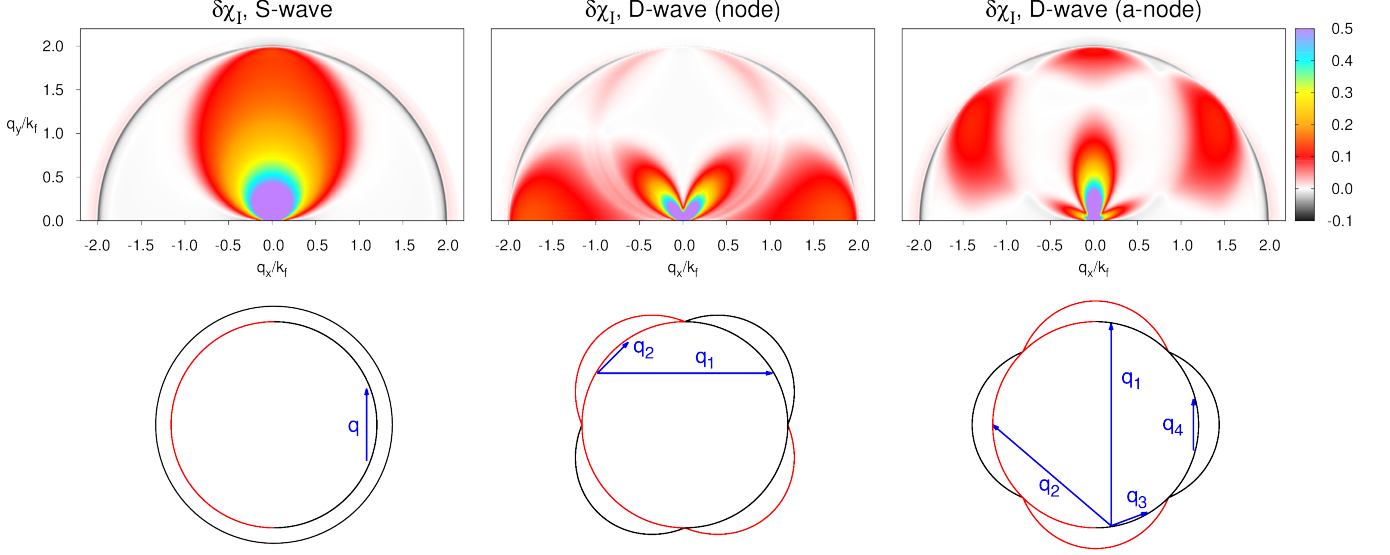 δχI, S-wave
δχI, D-wave (node)
δχI, D-wave (a-node)
qy/kf
2.0
1.5
1.0
0.5
0.0
-2.0 -1.5 -1.0 -0.5 0.0 0.5 1.0 1.5 2.0
qx/kf
-2.0 -1.5 -1.0 -0.5 0.0 0.5 1.0 1.5 2.0
qx/kf
-2.0 -1.5 -1.0 -0.5 0.0 0.5 1.0 1.5 2.0
qx/kf
0.5
0.4
0.3
0.2
0.1
0.0
-0.1
q
q2
q1
q1
q4
q2
q3